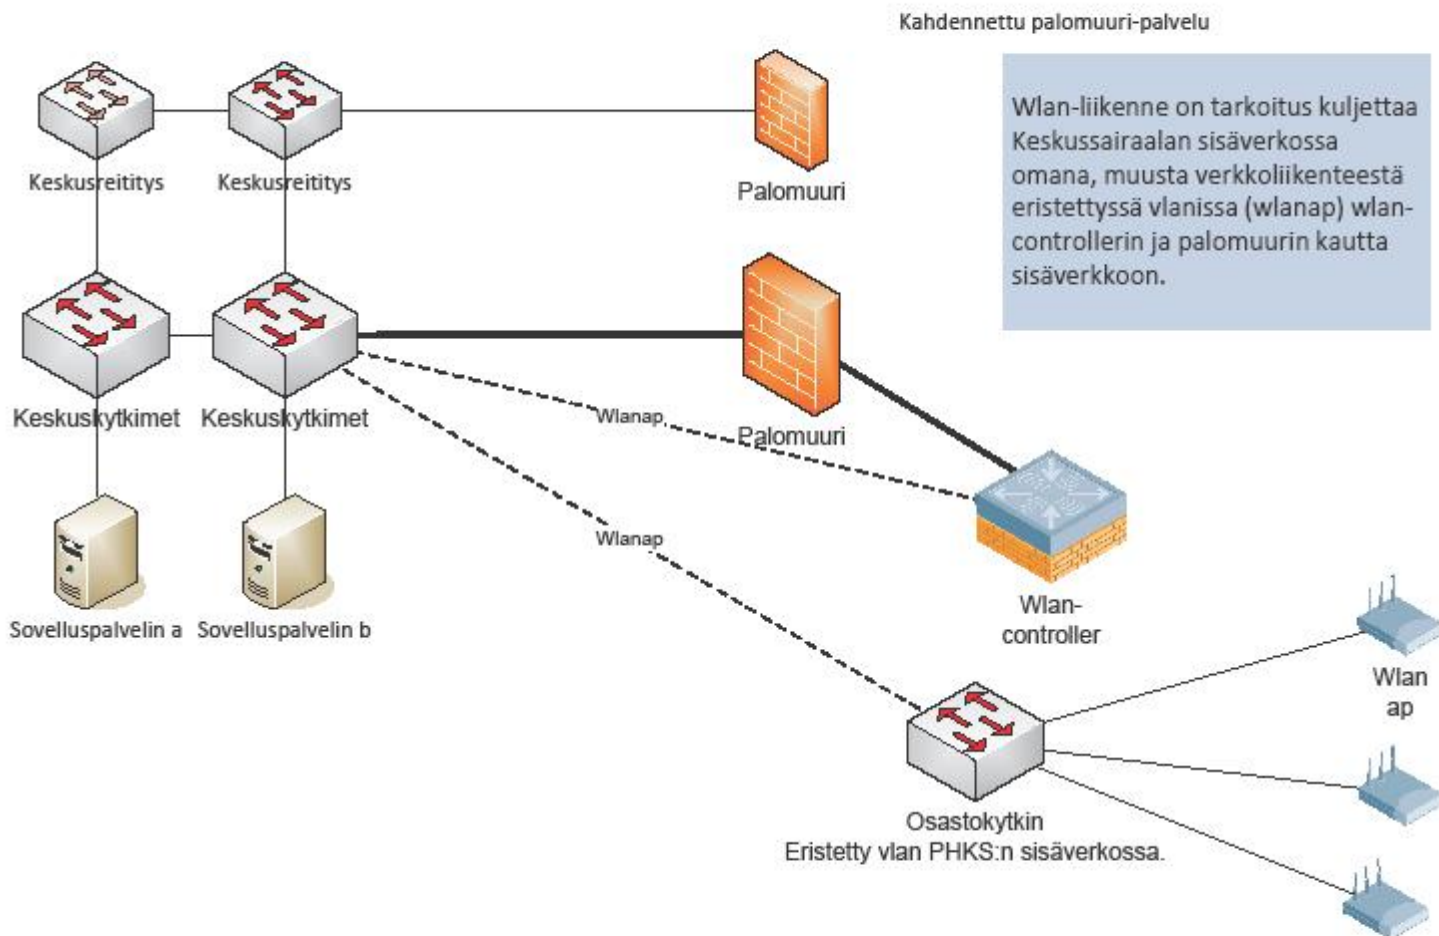 Kahdennettu palomuuri-palvelu
Wlan-liikenne on tarkoitus kuljettaa
Keskussairaalan sisäverkossa
omana, muusta verkkoliikenteestä
eristettyssä vlanissa (wlanap) wlan-
controllerin ja palomuurin kautta
sisäverkkoon.
Keskusreititys
Keskusreititys
Palomuuri
Keskuskytkimet
Keskuskytkimet
Wlanap
Palomuuri
Wlanap
Sovelluspalvelin a
Sovelluspalvelin b
Wlan-
controller
Wlan
ap
Osastokytkin
Eristetty vlan PHKS:n sisäverkossa.